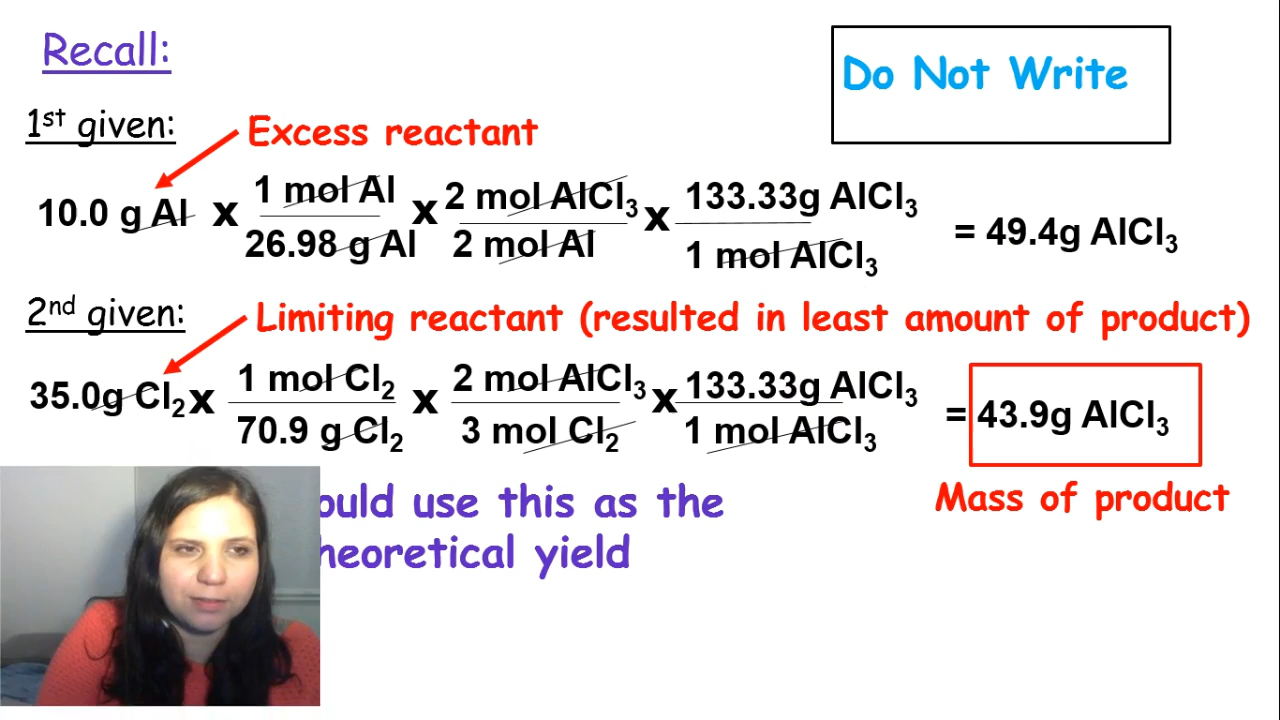 Recall:
Do Not Write
1st given:
Excess reactant
10.0 g Al x 1 mol Al / 26.98 g Al x 2 mol AlCl3 / 2 mol Al x 133.33g AlCl3 / 1 mol AlCl3 = 49.4g AlCl3
2nd given:
Limiting reactant (resulted in least amount of product)
35.0g Cl2 x 1 mol Cl2 / 70.9 g Cl2 x 2 mol AlCl3 / 3 mol Cl2 x 133.33g AlCl3 / 1 mol AlCl3 = 43.9g AlCl3
Mass of product
use this as the
yield